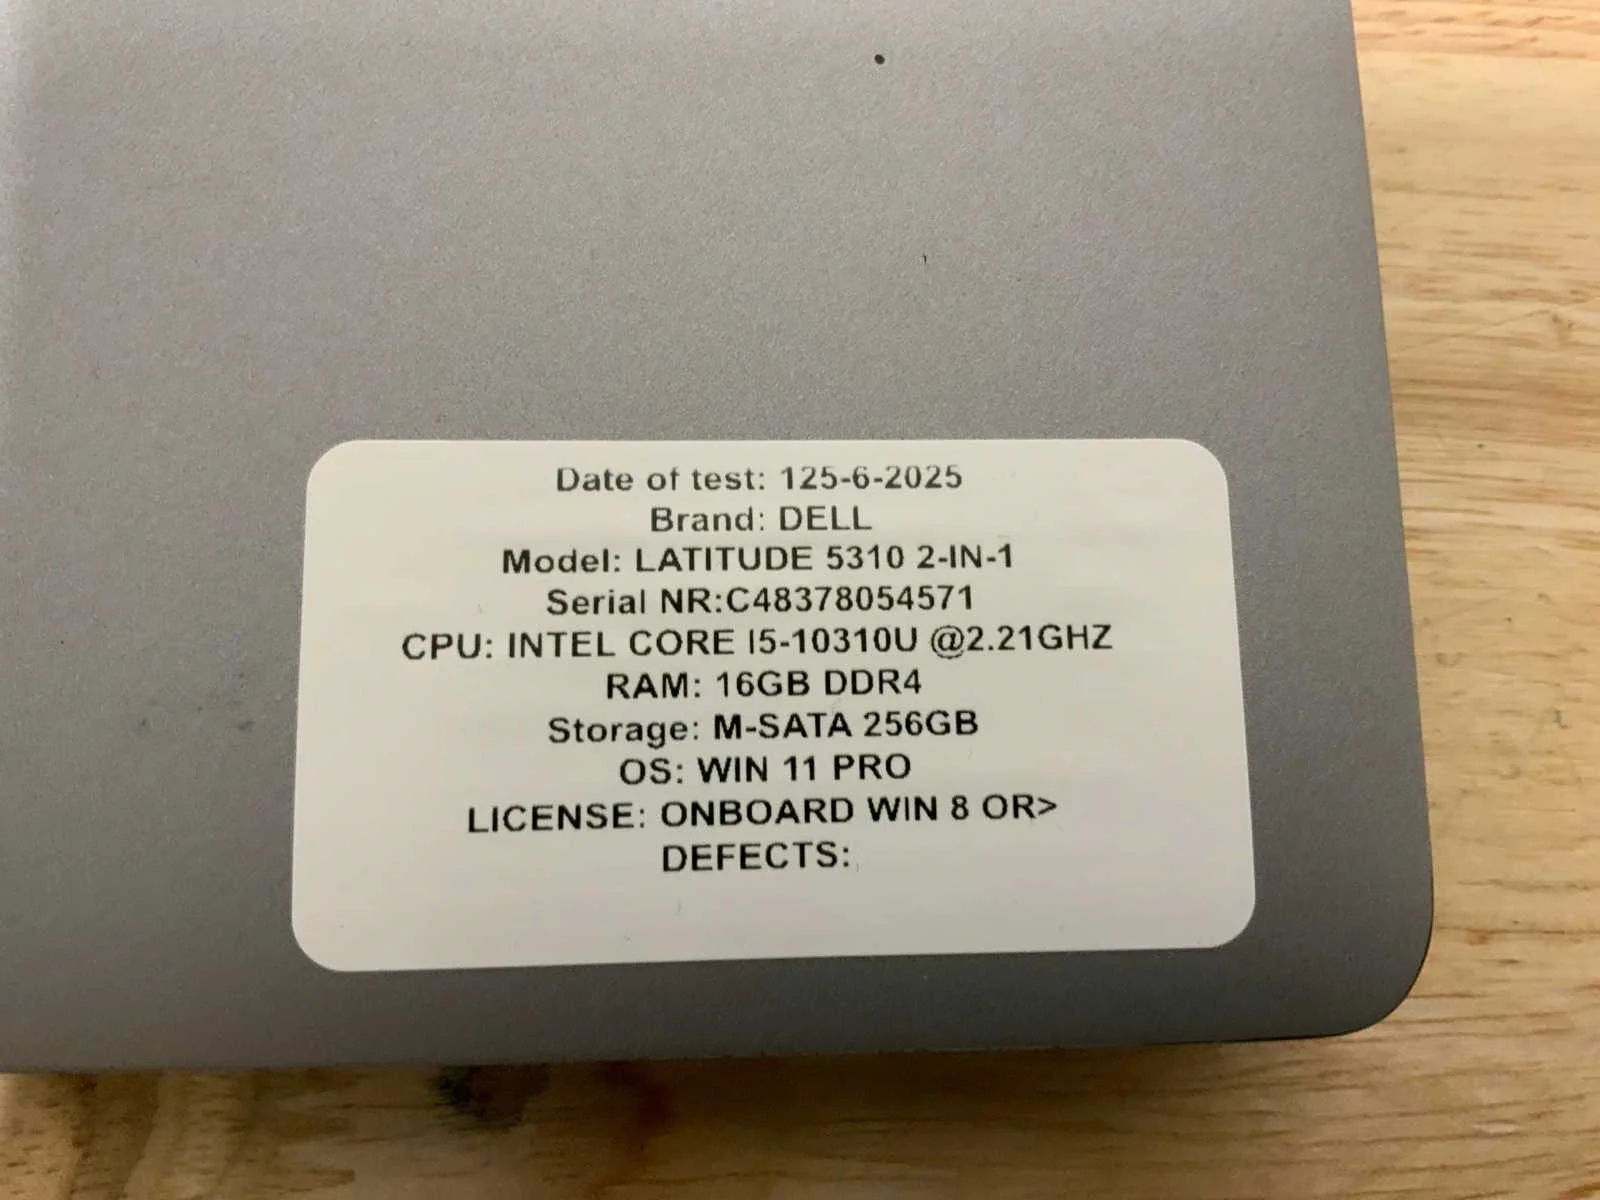 Date of test: 125-6-2025
Brand: DELL
Model: LATITUDE 5310 2-IN-1
Serial NR:C48378054571
CPU: INTEL CORE I5-10310U @2.21GHZ
RAM: 16GB DDR4
Storage: M-SATA 256GB
OS: WIN 11 PRO
LICENSE: ONBOARD WIN 8 OR>
DEFECTS: